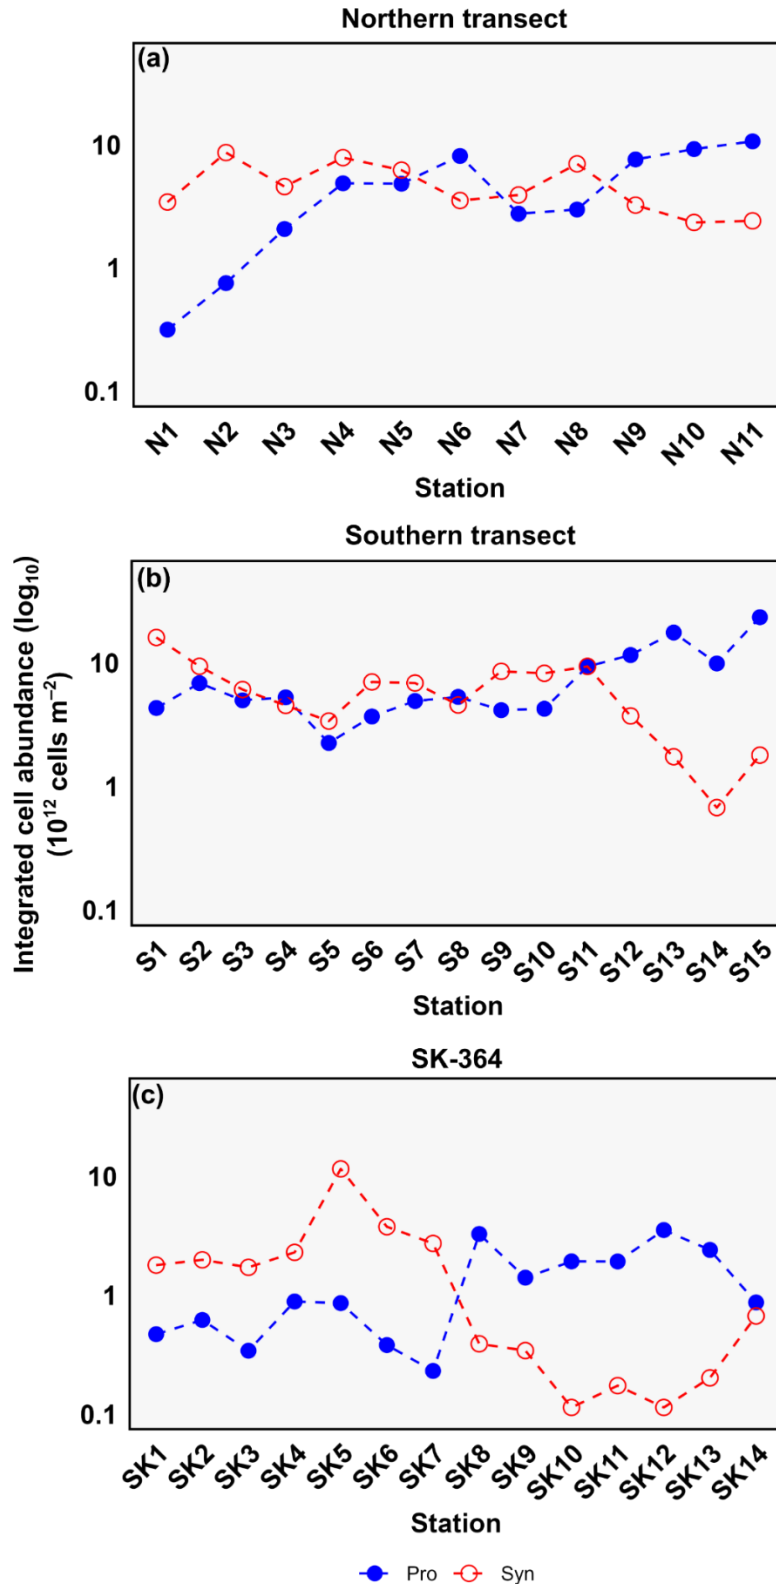 Northern transect
(a)
10
1
0.1
N1 N2 N3 N4 N5 N6 N7 N8 N9 N10 N11
Station
Southern transect
Integrated cell abundance (log₁₀)
(10¹² cells m⁻²)
(b)
10
1
0.1
S1 S2 S3 S4 S5 S6 S7 S8 S9 S10 S11 S12 S13 S14 S15
Station
SK-364
(c)
10
1
0.1
SK1 SK2 SK3 SK4 SK5 SK6 SK7 SK8 SK9 SK10 SK11 SK12 SK13 SK14
Station
Pro Syn